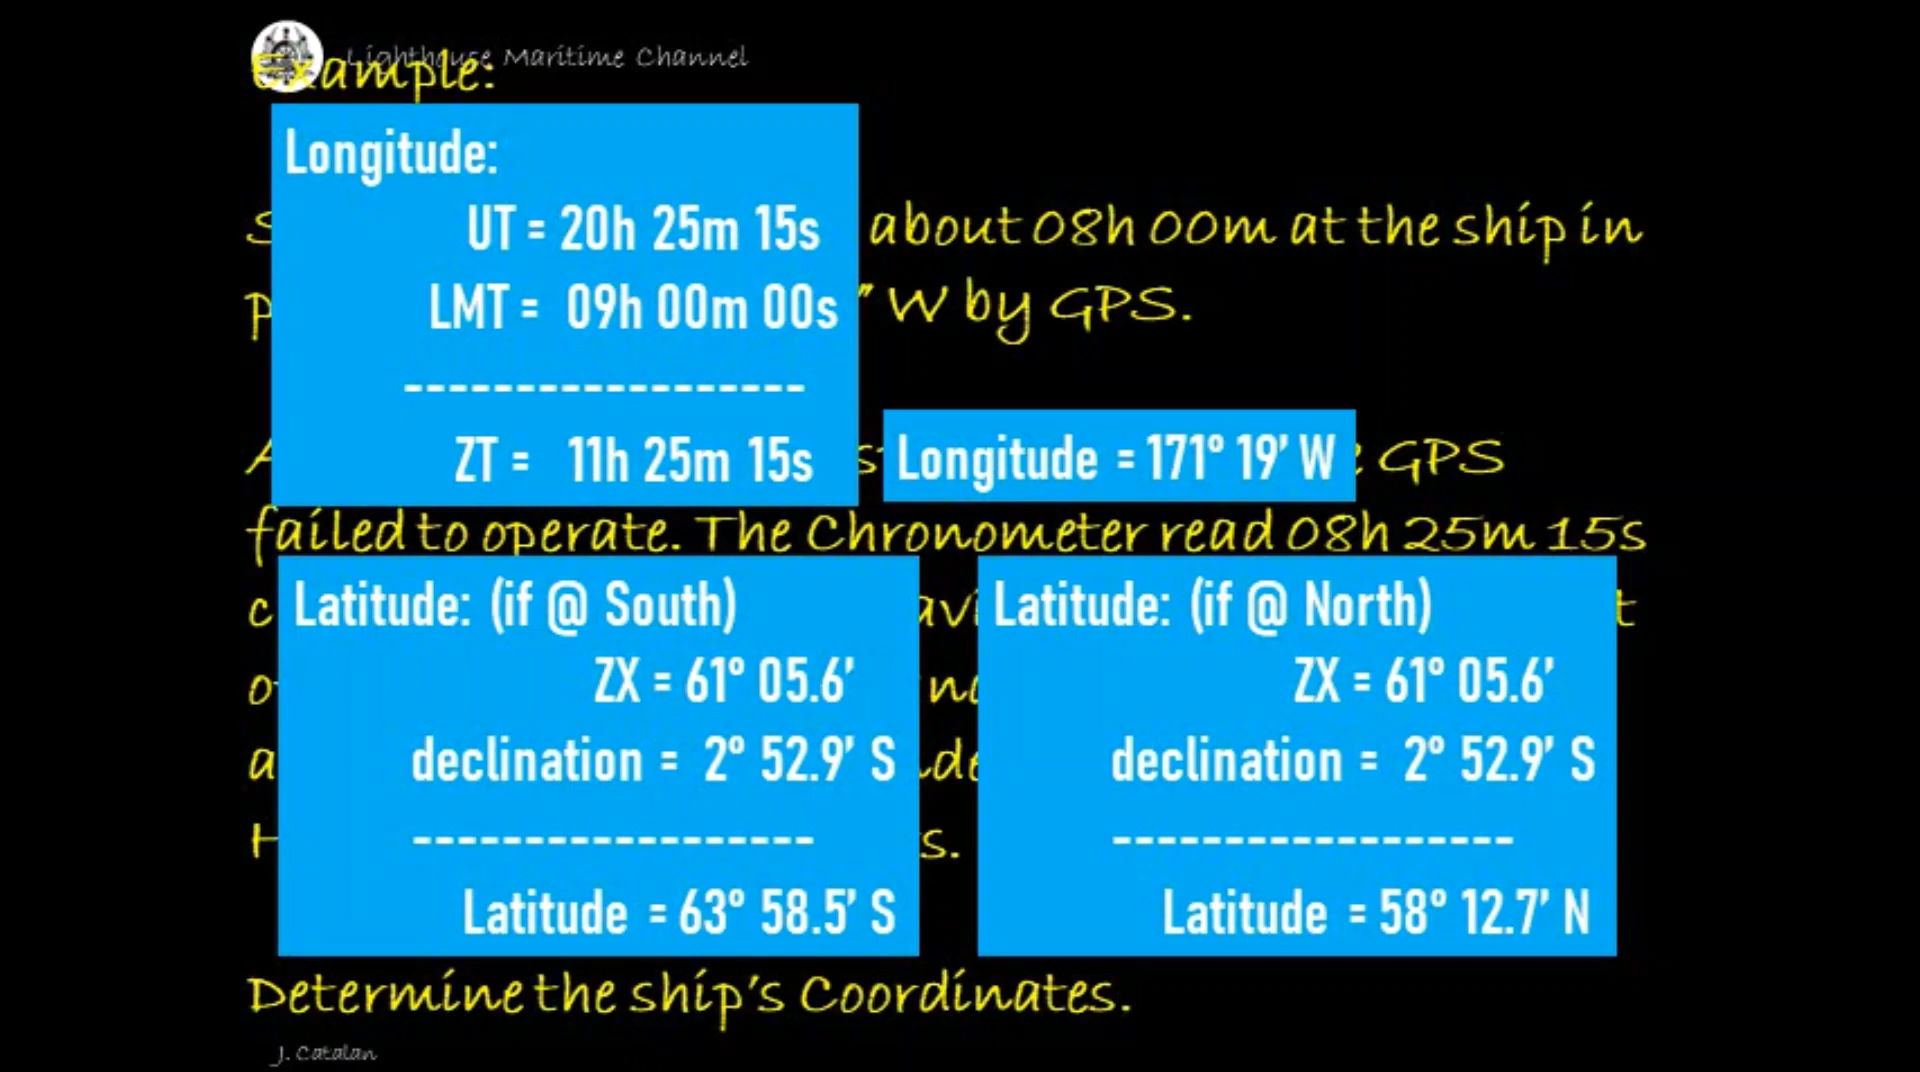 Lighthouse Maritime Channel
Example:
Longitude:
UT = 20h 25m 15s
about 08h 00m at the ship in
LMT = 09h 00m 00s
" W by GPS.
------------------
ZT = 11h 25m 15s
Longitude = 171° 19' W
GPS
failed to operate. The Chronometer read 08h 25m 15s
Latitude: (if @ South)
ZX = 61° 05.6'
declination = 2° 52.9' S
------------------
Latitude = 63° 58.5' S
Latitude: (if @ North)
ZX = 61° 05.6'
declination = 2° 52.9' S
------------------
Latitude = 58° 12.7' N
Determine the ship's Coordinates.
J. Catalan